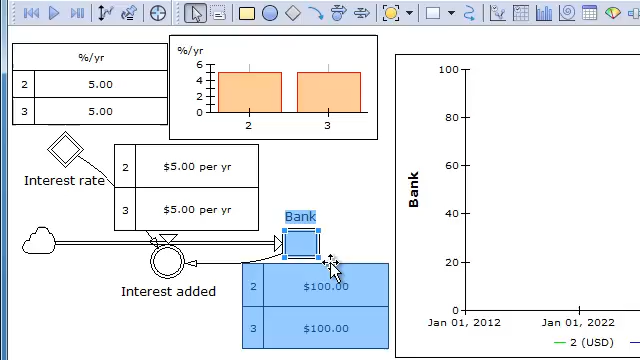 %/yr
2 5.00
3 5.00
%/yr
6
4
2
0
2 3
Interest rate
2 $5.00 per yr
3 $5.00 per yr
Bank
Interest added
2 $100.00
3 $100.00
Bank
100
80
60
40
20
0
Jan 01, 2012 Jan 01, 2022
2 (USD)